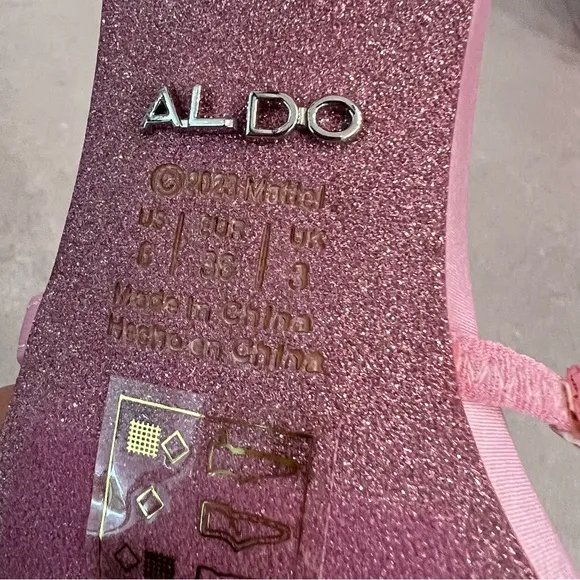 ALDO
©2023 Mattel
US | EUR | UK
6 | 36 | 3
Made in China
Hecho en China